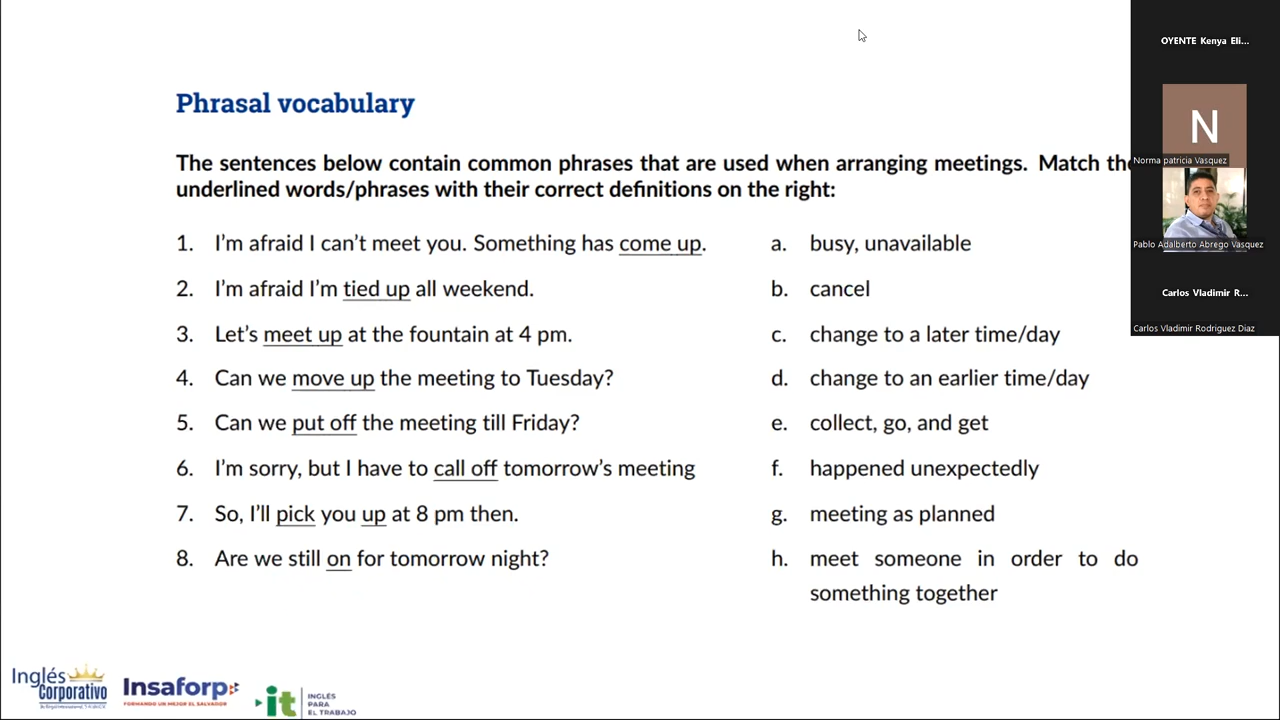 Phrasal vocabulary
The sentences below contain common phrases that are used when arranging meetings. Match the
underlined words/phrases with their correct definitions on the right:
1. I'm afraid I can't meet you. Something has come up.
2. I'm afraid I'm tied up all weekend.
3. Let's meet up at the fountain at 4 pm.
4. Can we move up the meeting to Tuesday?
5. Can we put off the meeting till Friday?
6. I'm sorry, but I have to call off tomorrow's meeting
7. So, I'll pick you up at 8 pm then.
8. Are we still on for tomorrow night?
a. busy, unavailable
b. cancel
c. change to a later time/day
d. change to an earlier time/day
e. collect, go, and get
f. happened unexpectedly
g. meeting as planned
h. meet someone in order to do
something together
OYENTE Kenya Eli...
N
Norma patricia Vasquez
Pablo Adalberto Abrego Vasquez
Carlos Vladimir R...
Carlos Vladimir Rodriguez Diaz
Inglés
Corporativo
Insaforp
FORMANDO UN MEJOR EL SALVADOR
it
INGLÉS
PARA
EL TRABAJO